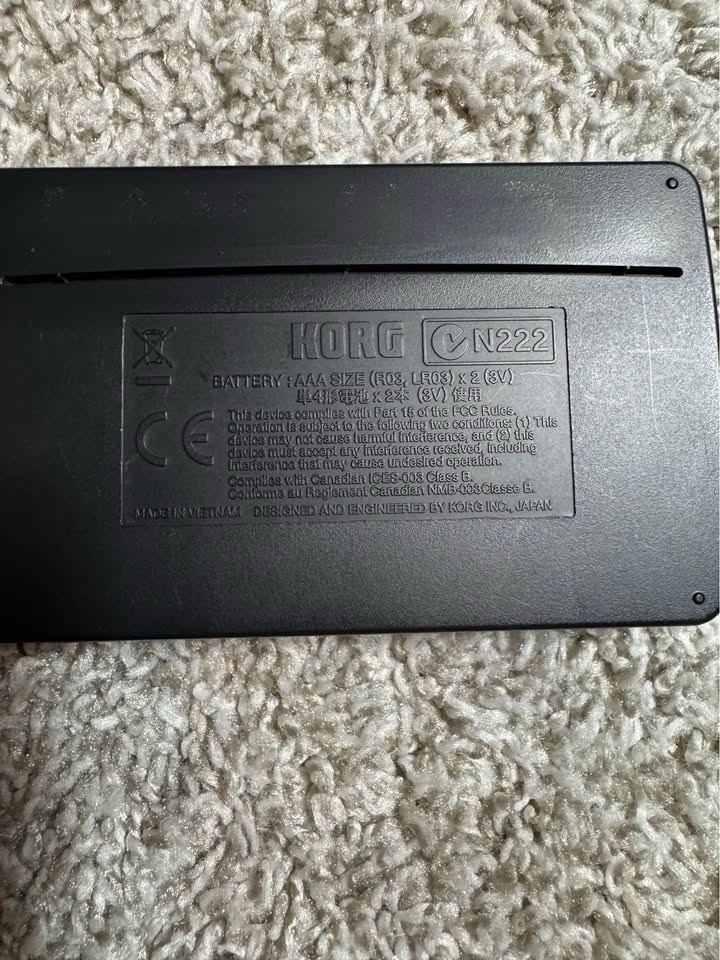 KORG N222
BATTERY : AAA SIZE (R03, LR03) x 2 (3V)
単4形電池 x 2本 (3V) 使用
CE
This device complies with Part 15 of the FCC Rules.
Operation is subject to the following two conditions: (1) This
device may not cause harmful interference, and (2) this
device must accept any interference received, including
interference that may cause undesired operation.
Complies with Canadian ICES-003 Class B.
Conforme au Reglement Canadien NMB-003 Classe B.
MADE IN VIETNAM DESIGNED AND ENGINEERED BY KORG INC., JAPAN